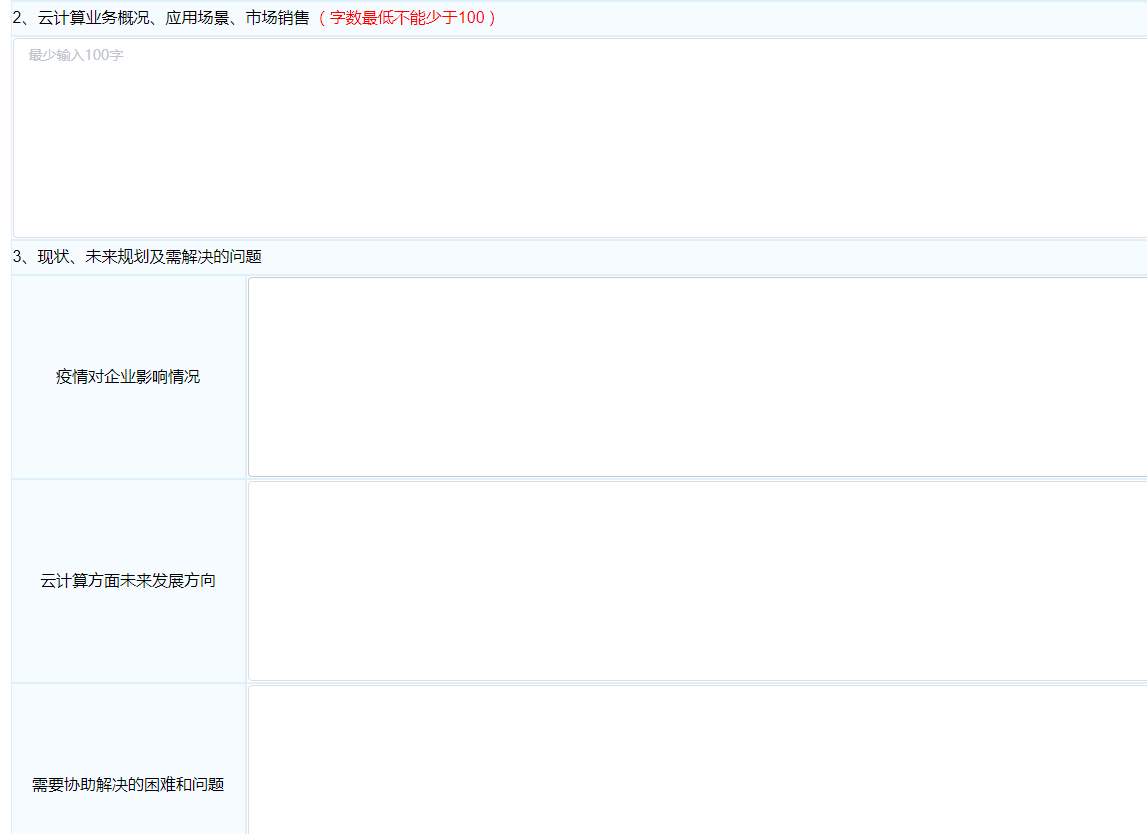 2、云计算业务概况、应用场景、市场销售（字数最低不能少于100）
最少输入100字
3、现状、未来规划及需解决的问题
疫情对企业影响情况
云计算方面未来发展方向
需要协助解决的困难和问题